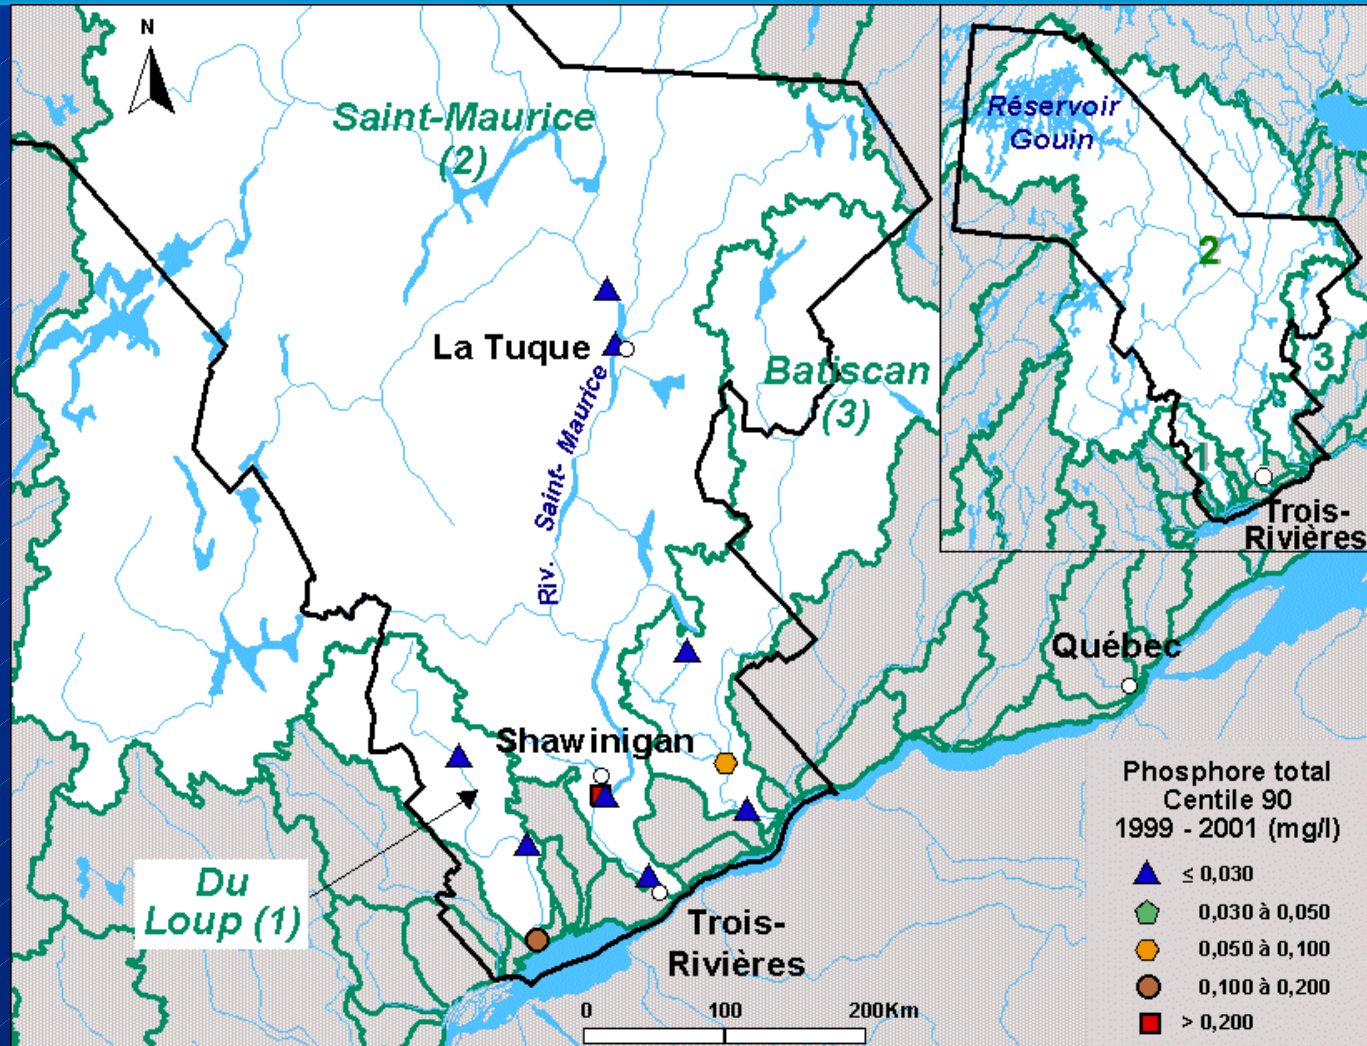 N
Saint-Maurice
(2)
Réservoir
Gouin
2
3
1
Trois-
Rivières
La Tuque
Batiscan
(3)
Riv. Saint- Maurice
Québec
Shawinigan
Du
Loup (1)
Trois-
Rivières
0 100 200Km
Phosphore total
Centile 90
1999 - 2001 (mg/l)
≤ 0,030
0,030 à 0,050
0,050 à 0,100
0,100 à 0,200
> 0,200